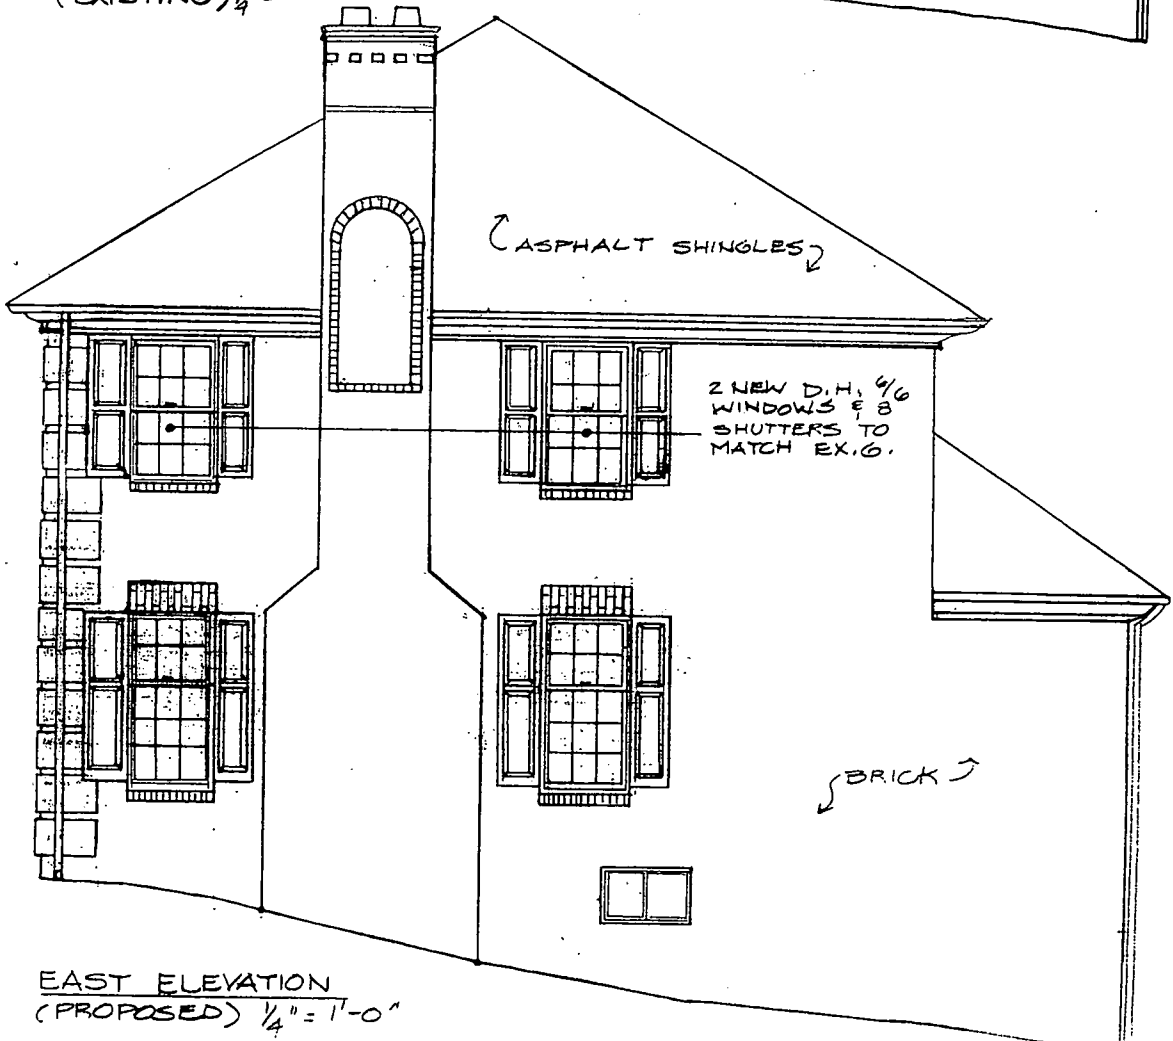 (EXISTING) 1/4" =
ASPHALT SHINGLES
2 NEW D.H. 6/6
WINDOWS & 8
SHUTTERS TO
MATCH EX.G.
BRICK
EAST ELEVATION
(PROPOSED) 1/4" = 1'-0"